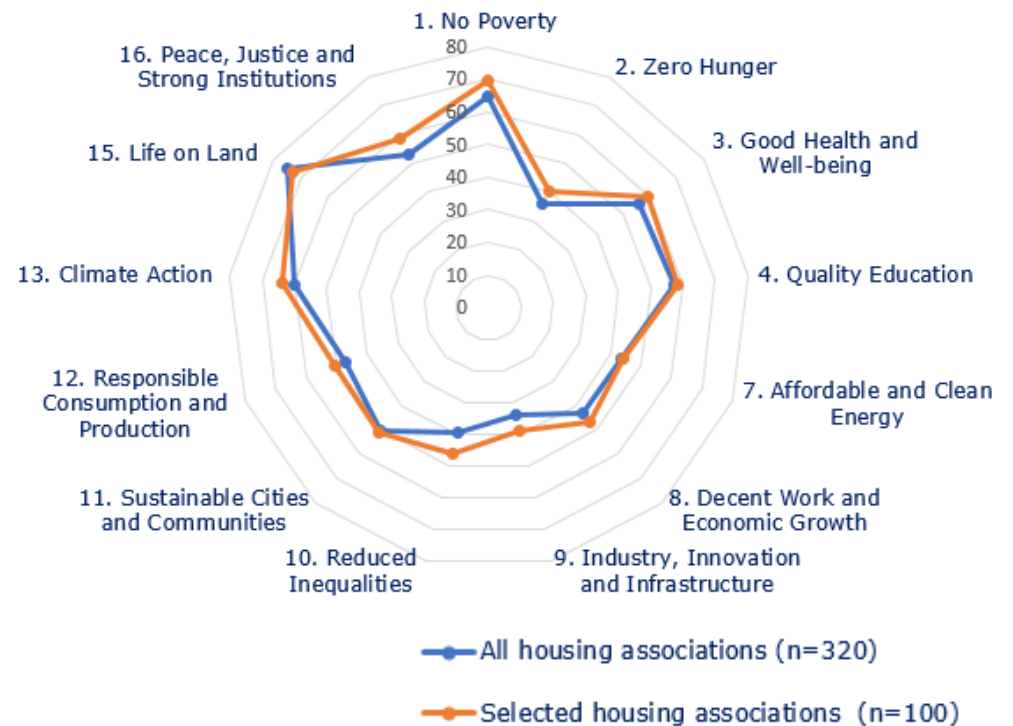 1. No Poverty
2. Zero Hunger
3. Good Health and
Well-being
4. Quality Education
7. Affordable and Clean
Energy
8. Decent Work and
Economic Growth
9. Industry, Innovation
and Infrastructure
10. Reduced
Inequalities
11. Sustainable Cities
and Communities
12. Responsible
Consumption and
Production
13. Climate Action
15. Life on Land
16. Peace, Justice and
Strong Institutions
80
70
60
50
40
30
20
10
0
All housing associations (n=320)
Selected housing associations (n=100)